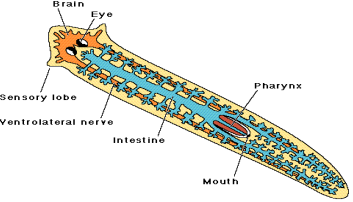 Brain
Eye
Pharynx
Sensory lobe
Ventrolateral nerve
Intestine
Mouth